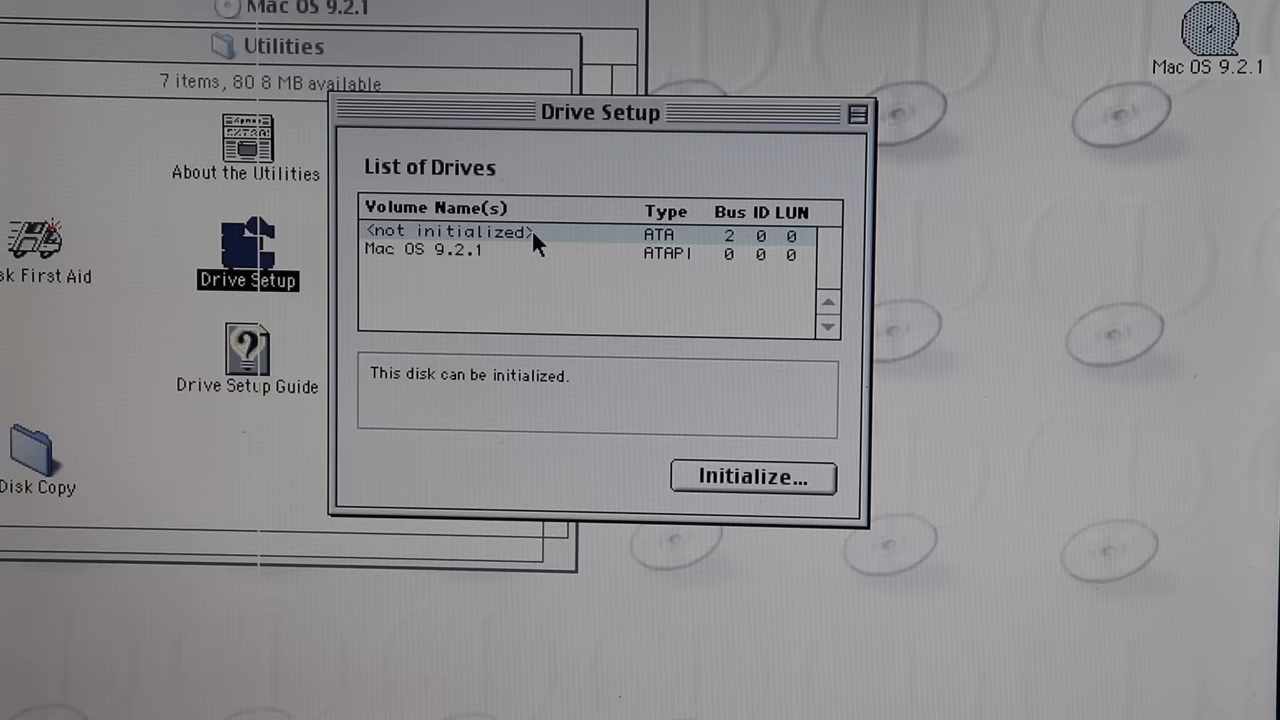 Mac OS 9.2.1
Utilities
7 items, 80 8 MB available
About the Utilities
sk First Aid
Drive Setup
Drive Setup Guide
Disk Copy
Drive Setup
List of Drives
Volume Name(s) Type Bus ID LUN
<not initialized> ATA 2 0 0
Mac OS 9.2.1 ATAPI 0 0 0
This disk can be initialized.
Initialize...
Mac OS 9.2.1